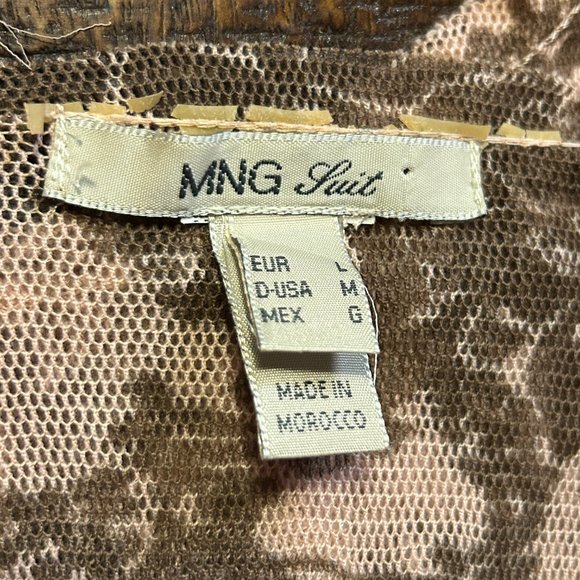 MNG Suit
EUR L
D-USA M
MEX G
MADE IN
MOROCCO